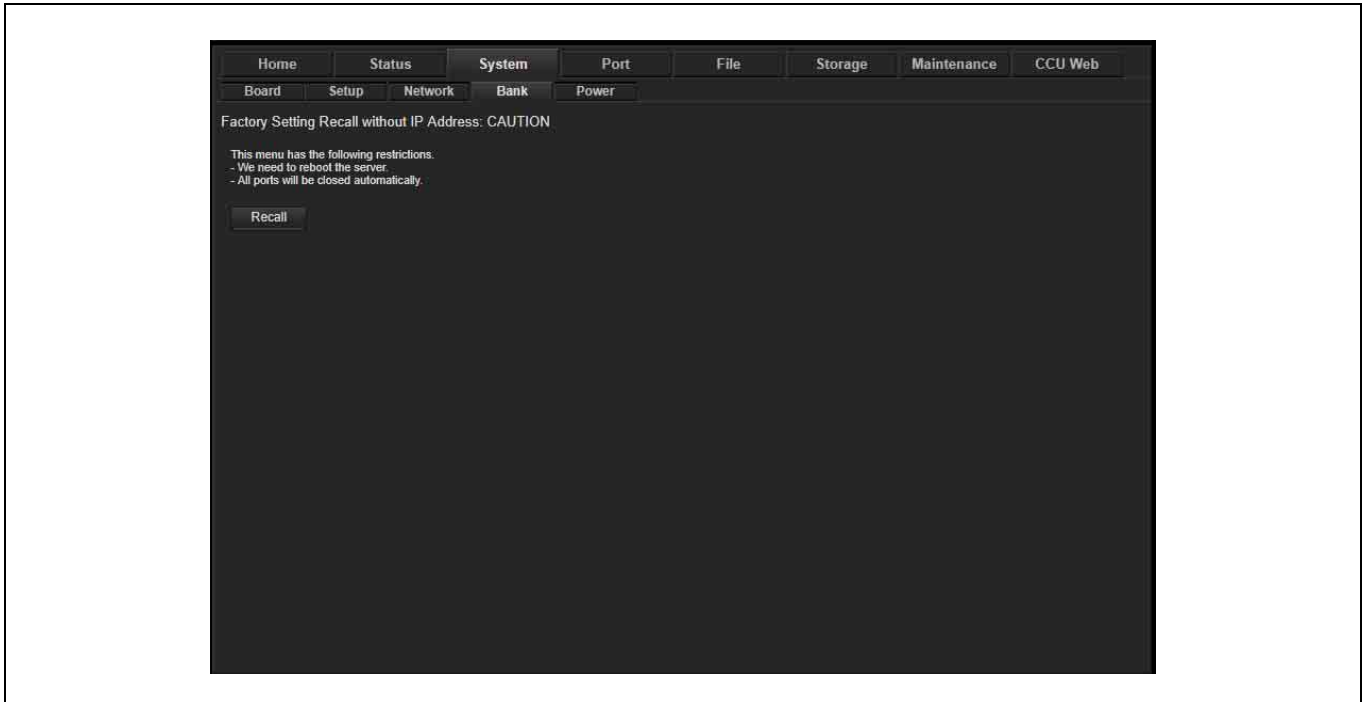 Home Status System Port File Storage Maintenance CCU Web
Board Setup Network Bank Power
Factory Setting Recall without IP Address: CAUTION
This menu has the following restrictions.
- We need to reboot the server.
- All ports will be closed automatically.
Recall